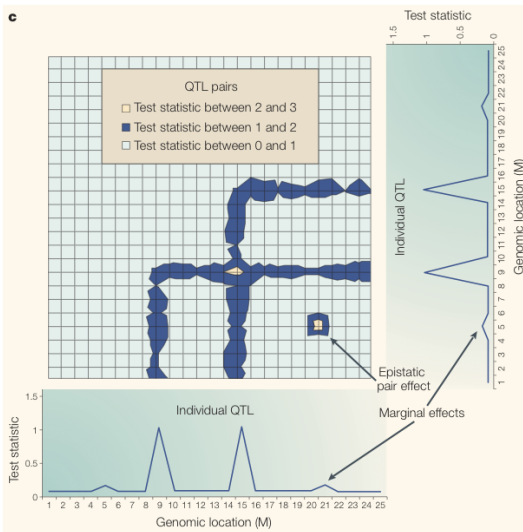 c
Test statistic
1.5 1 0.5 0
QTL pairs
Test statistic between 2 and 3
Test statistic between 1 and 2
Test statistic between 0 and 1
Individual QTL
1 2 3 4 5 6 7 8 9 10 11 12 13 14 15 16 17 18 19 20 21 22 23 24 25
Genomic location (M)
Epistatic
pair effect
Marginal effects
Individual QTL
Test statistic
1.5
1
0.5
0
1 2 3 4 5 6 7 8 9 10 11 12 13 14 15 16 17 18 19 20 21 22 23 24 25
Genomic location (M)